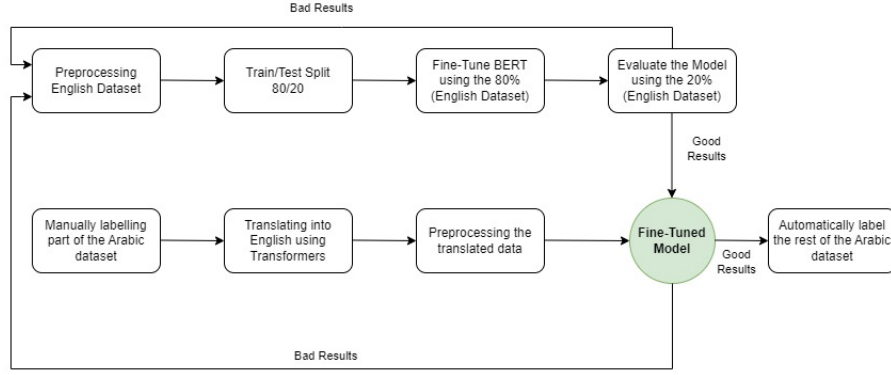 Bad Results
Preprocessing
English Dataset
Train/Test Split
80/20
Fine-Tune BERT
using the 80%
(English Dataset)
Evaluate the Model
using the 20%
(English Dataset)
Good
Results
Manually labelling
part of the Arabic
dataset
Translating into
English using
Transformers
Preprocessing the
translated data
Fine-Tuned
Model
Good
Results
Automatically label
the rest of the Arabic
dataset
Bad Results